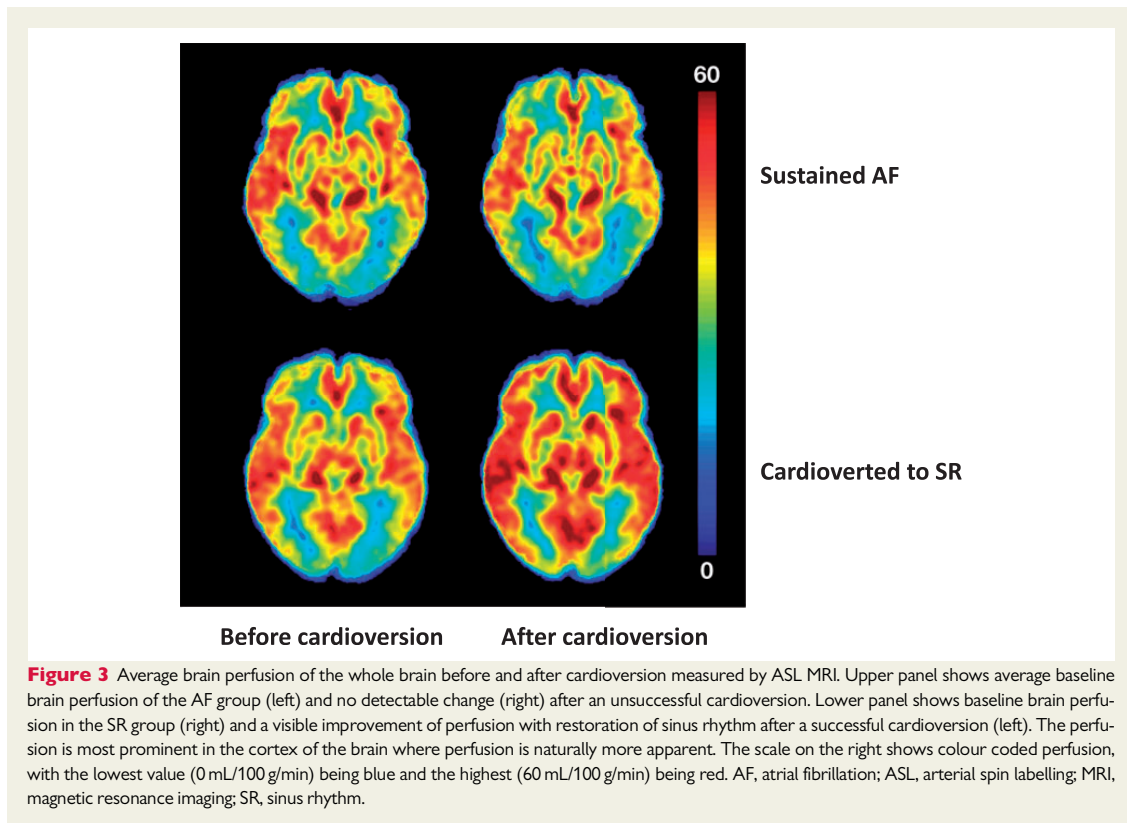 60
Sustained AF
Cardioverted to SR
0
Before cardioversion After cardioversion
Figure 3 Average brain perfusion of the whole brain before and after cardioversion measured by ASL MRI. Upper panel shows average baseline
brain perfusion of the AF group (left) and no detectable change (right) after an unsuccessful cardioversion. Lower panel shows baseline brain perfu-
sion in the SR group (right) and a visible improvement of perfusion with restoration of sinus rhythm after a successful cardioversion (left). The perfu-
sion is most prominent in the cortex of the brain where perfusion is naturally more apparent. The scale on the right shows colour coded perfusion,
with the lowest value (0 mL/100 g/min) being blue and the highest (60 mL/100 g/min) being red. AF, atrial fibrillation; ASL, arterial spin labelling; MRI,
magnetic resonance imaging; SR, sinus rhythm.